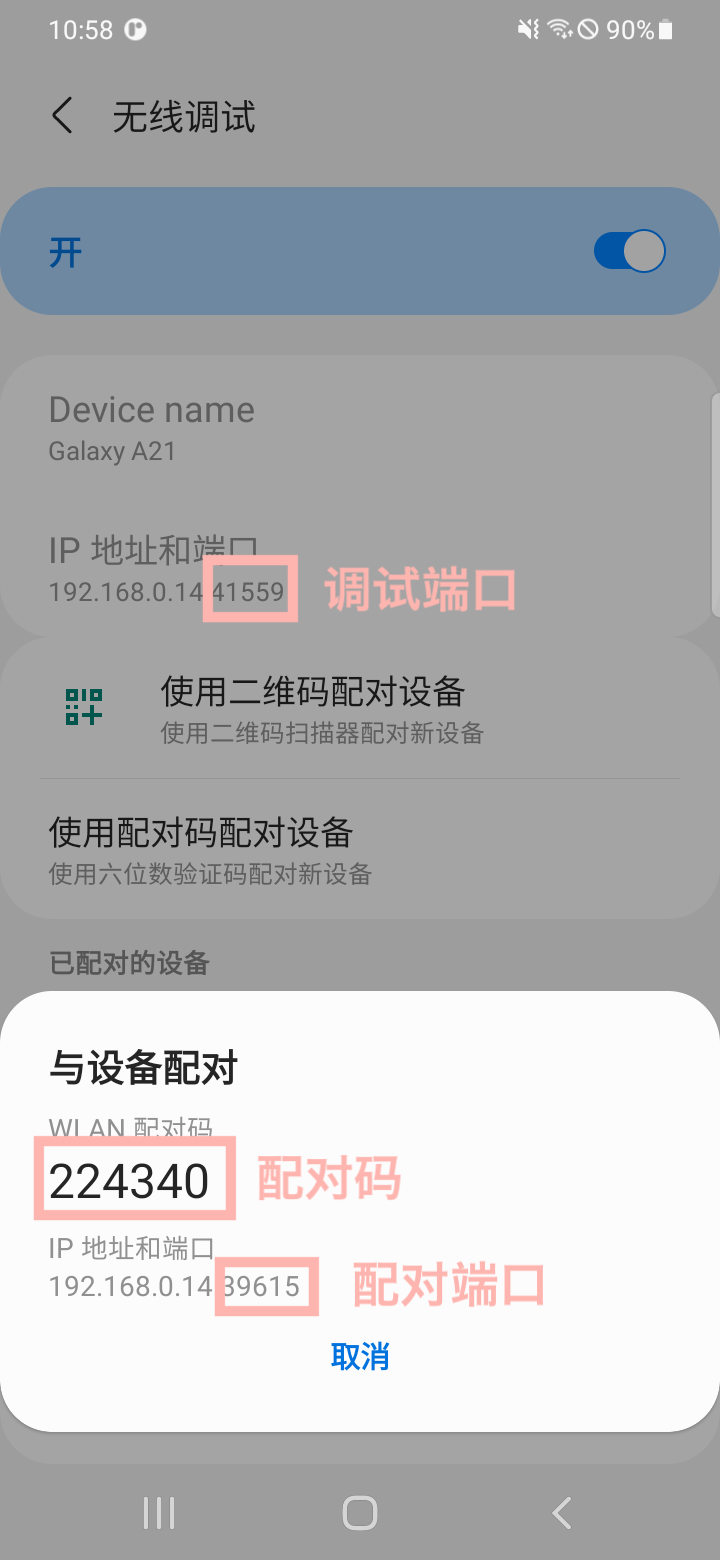 10:58
90%
无线调试
开
Device name
Galaxy A21
IP 地址和端口
192.168.0.14 41559 调试端口
使用二维码配对设备
使用二维码扫描器配对新设备
使用配对码配对设备
使用六位数验证码配对新设备
已配对的设备
与设备配对
WLAN 配对码
224340 配对码
IP 地址和端口
192.168.0.14 39615 配对端口
取消